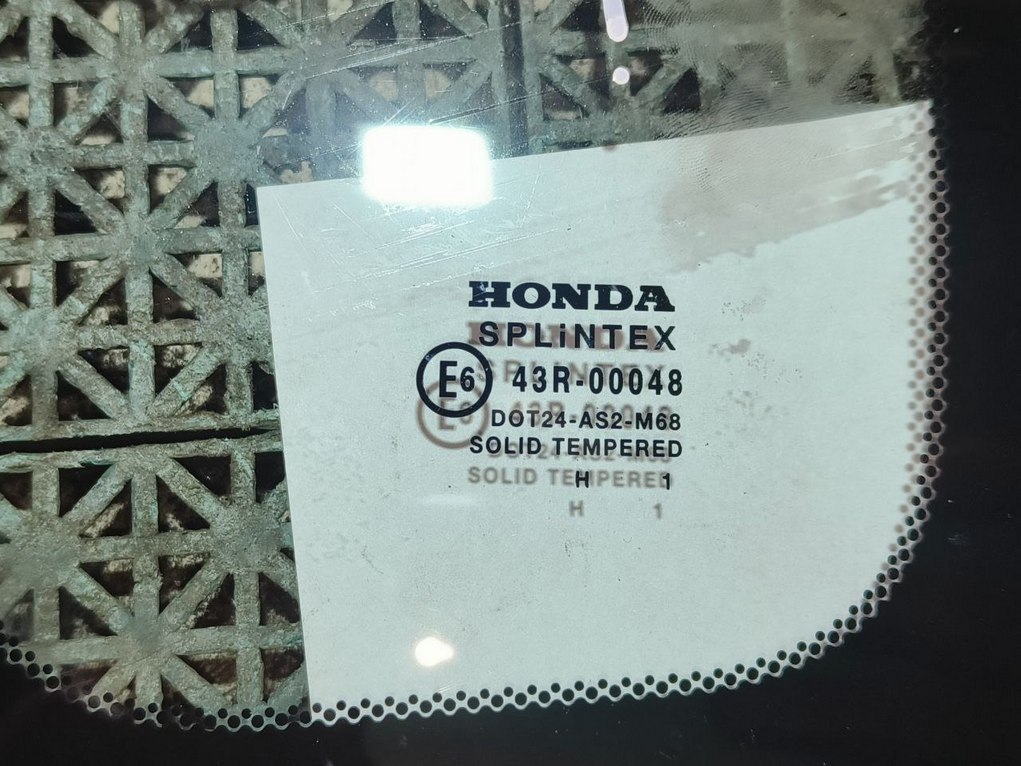 HONDA
SPLiNTEX
E6 43R-00048
DOT24-AS2-M68
SOLID TEMPERED
H 1